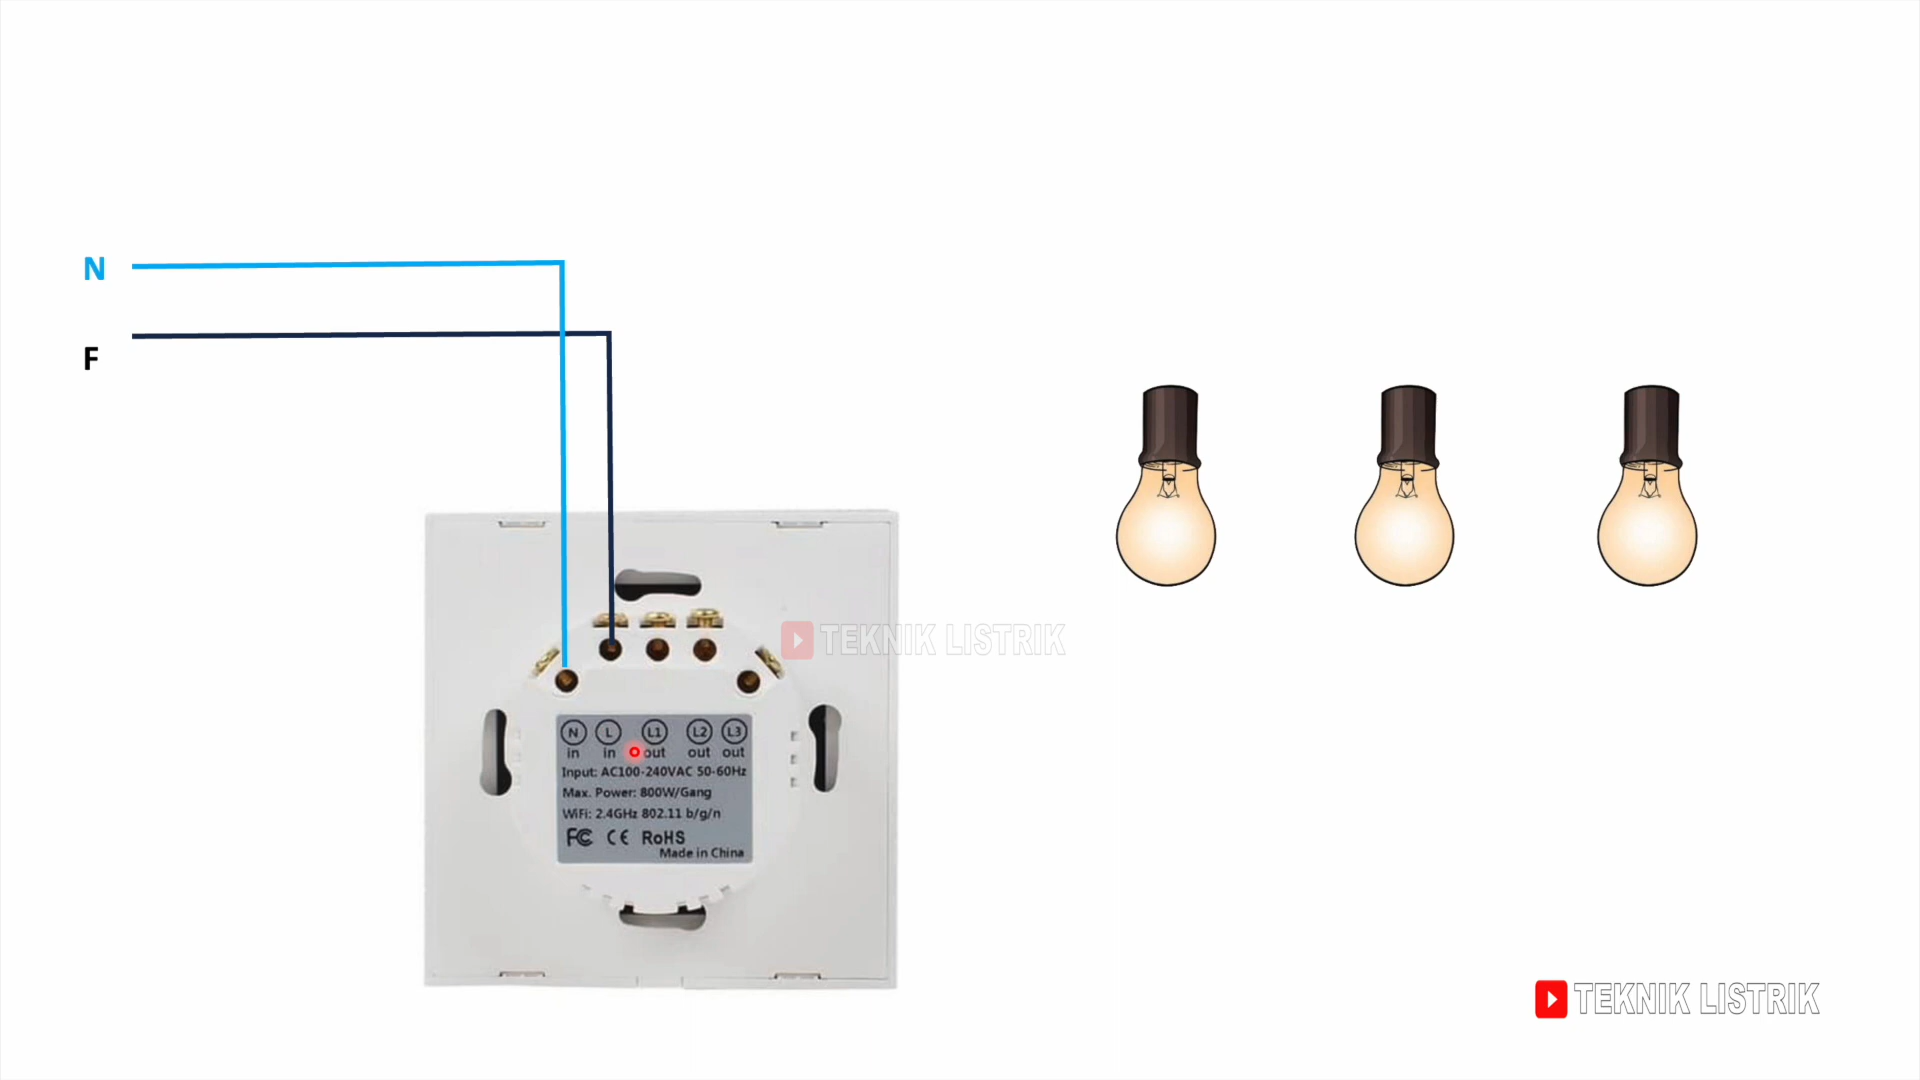 N
F
TEKNIK LISTRIK
N L L1 L2 L3
in in out out out
Input: AC100-240VAC 50-60Hz
Max. Power: 800W/Gang
WiFi: 2.4GHz 802.11 b/g/n
FC CE RoHS
Made in China
TEKNIK LISTRIK